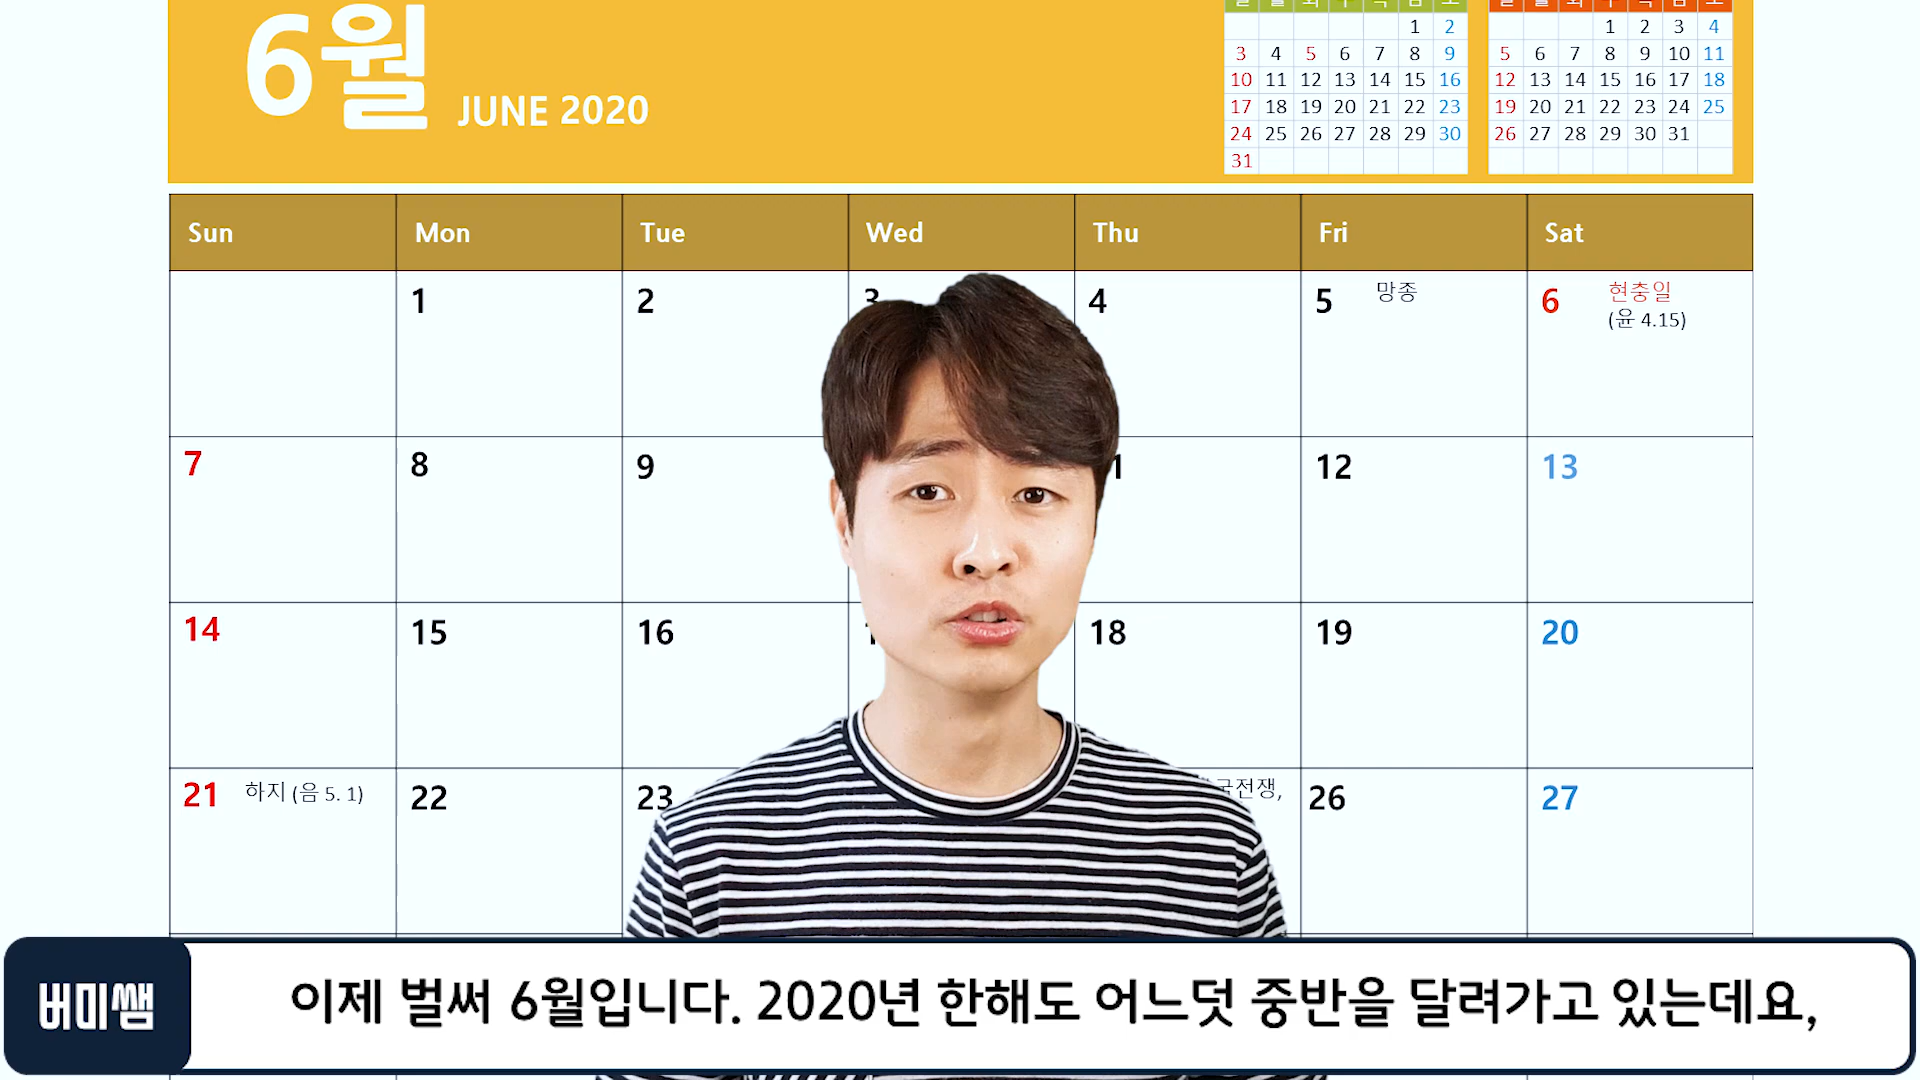 6월 JUNE 2020
1 2
3 4 5 6 7 8 9
10 11 12 13 14 15 16
17 18 19 20 21 22 23
24 25 26 27 28 29 30
31
1 2 3 4
5 6 7 8 9 10 11
12 13 14 15 16 17 18
19 20 21 22 23 24 25
26 27 28 29 30 31
Sun Mon Tue Wed Thu Fri Sat
1 2 3 4 5 망종 6 현충일
(윤 4.15)
7 8 9 12 13
14 15 16 18 19 20
21 하지 (음 5. 1) 22 23 국전쟁, 26 27
버미쌤
이제 벌써 6월입니다. 2020년 한해도 어느덧 중반을 달려가고 있는데요,